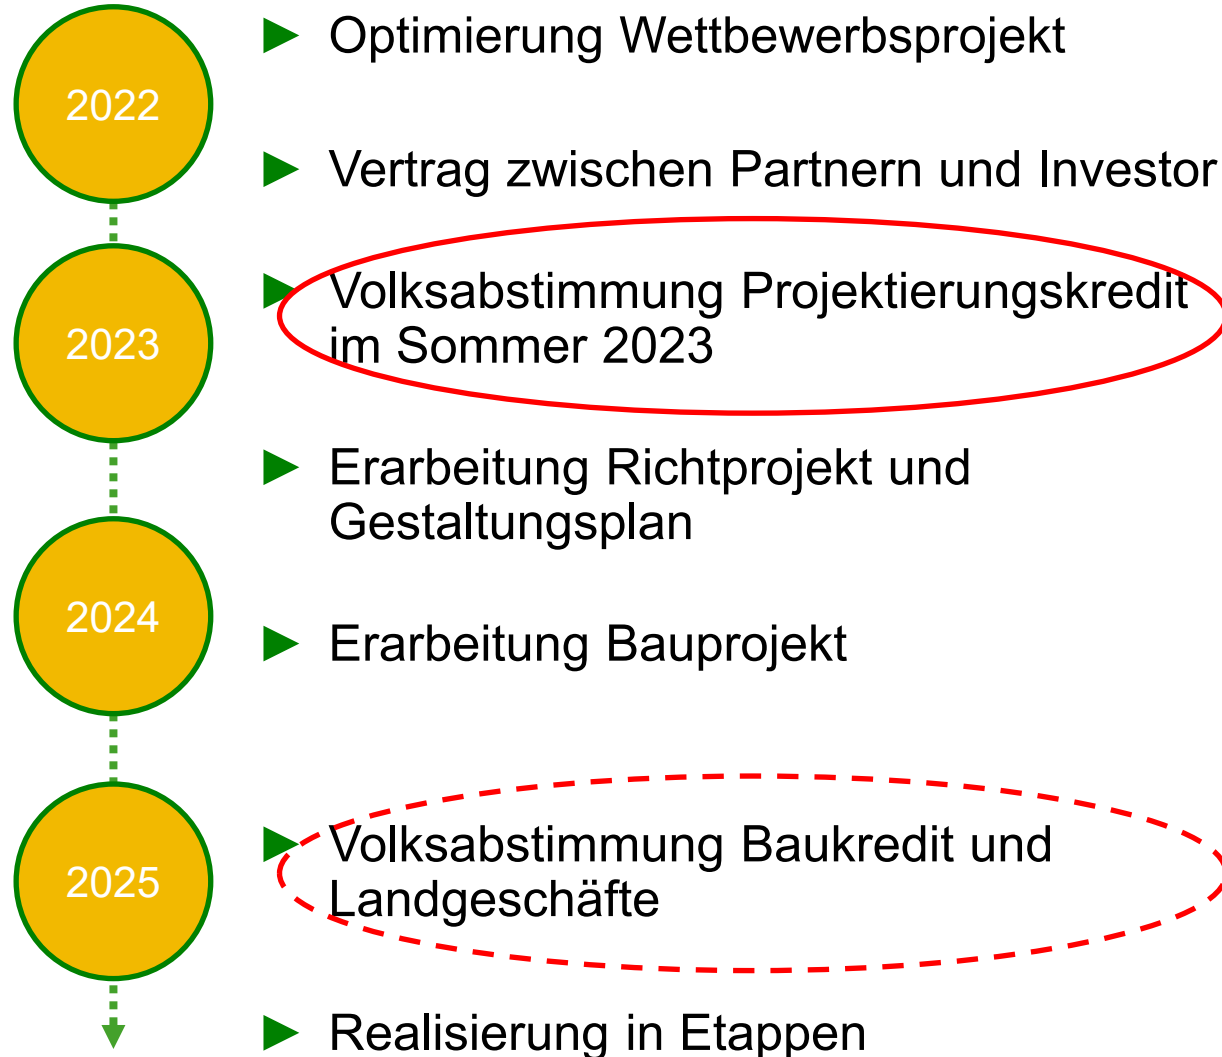 Optimierung Wettbewerbsprojekt
2022
Vertrag zwischen Partnern und Investor
Volksabstimmung Projektierungskredit
im Sommer 2023
2023
Erarbeitung Richtprojekt und
Gestaltungsplan
2024
Erarbeitung Bauprojekt
Volksabstimmung Baukredit und
Landgeschäfte
2025
Realisierung in Etappen